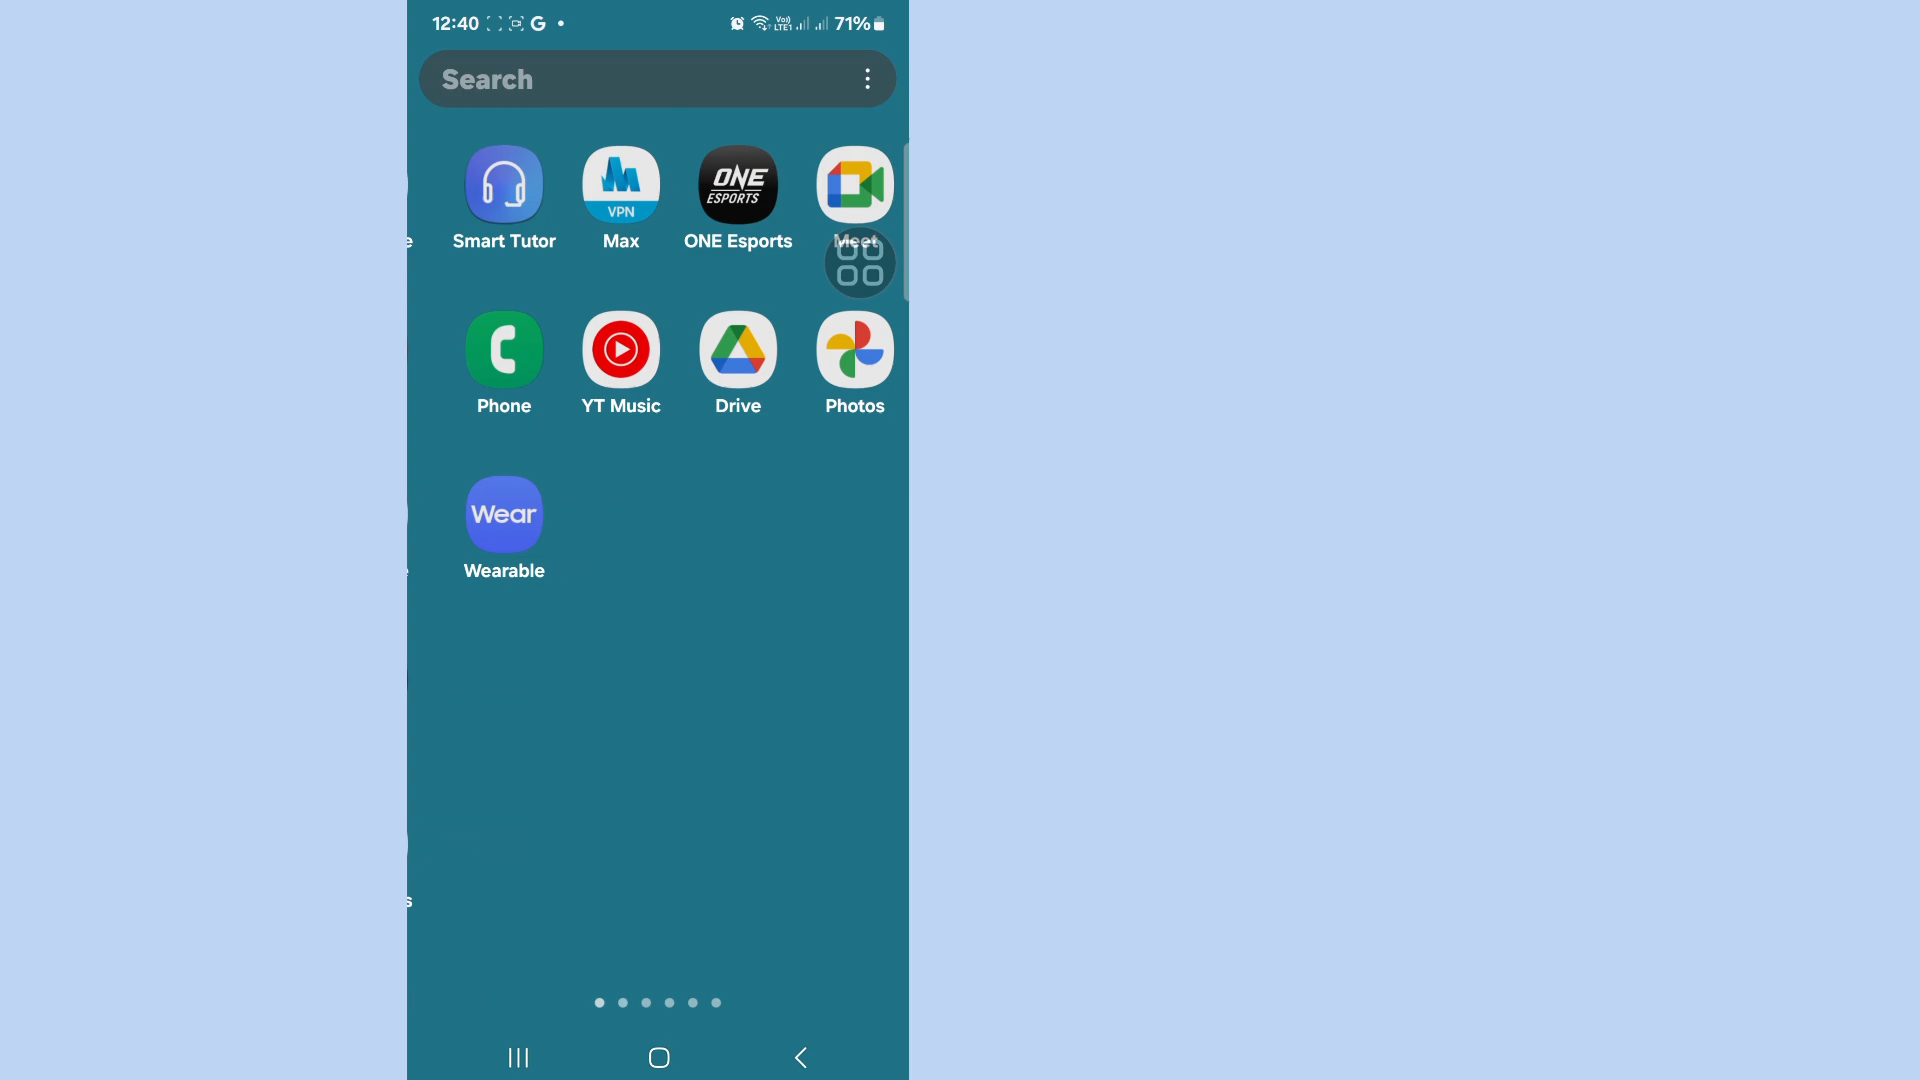 12:40 G 71%
Search
VPN
ONE
ESPORTS
e Smart Tutor Max ONE Esports Meet
Phone YT Music Drive Photos
Wear
Wearable
s